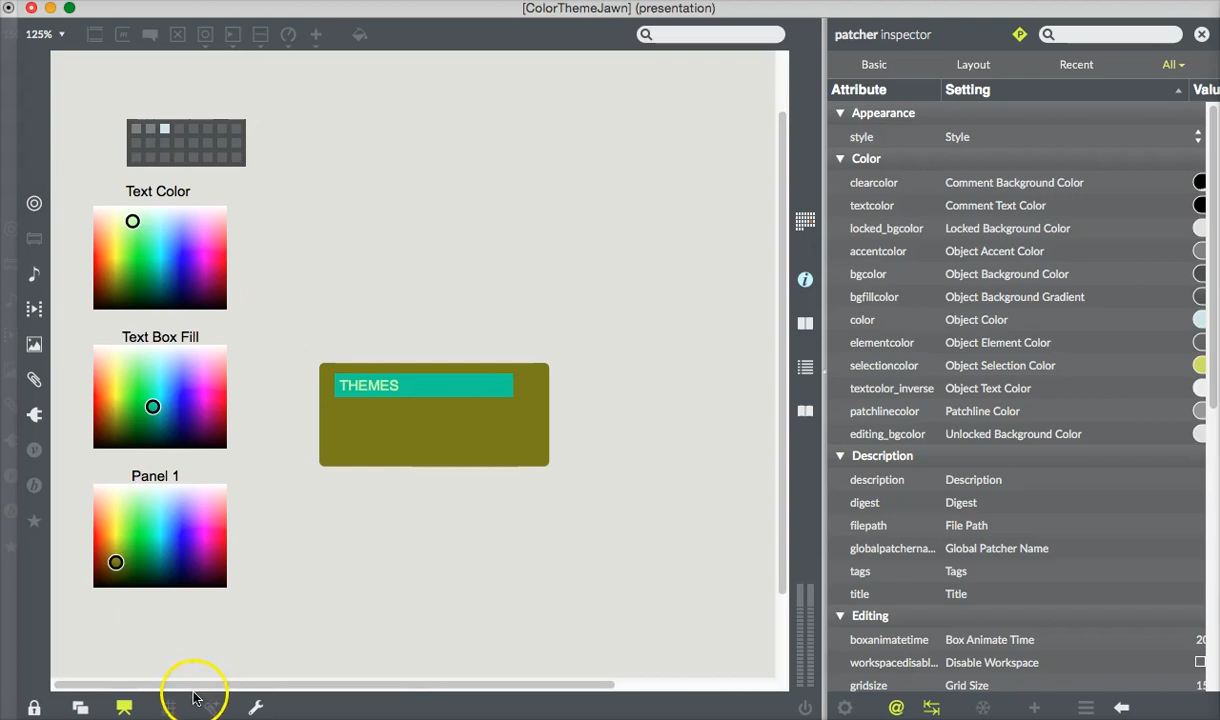 [ColorThemeJawn] (presentation)
125%
patcher inspector
Basic Layout Recent All
Attribute Setting Valu
Appearance
style Style
Color
clearcolor Comment Background Color
textcolor Comment Text Color
locked_bgcolor Locked Background Color
accentcolor Object Accent Color
bgcolor Object Background Color
bgfillcolor Object Background Gradient
color Object Color
elementcolor Object Element Color
selectioncolor Object Selection Color
textcolor_inverse Object Text Color
patchlinecolor Patchline Color
editing_bgcolor Unlocked Background Color
Description
description Description
digest Digest
filepath File Path
globalpatcherna... Global Patcher Name
tags Tags
title Title
Editing
boxanimatetime Box Animate Time 20
workspacedisabl... Disable Workspace
gridsize Grid Size 15
Text Color
Text Box Fill
Panel 1
THEMES